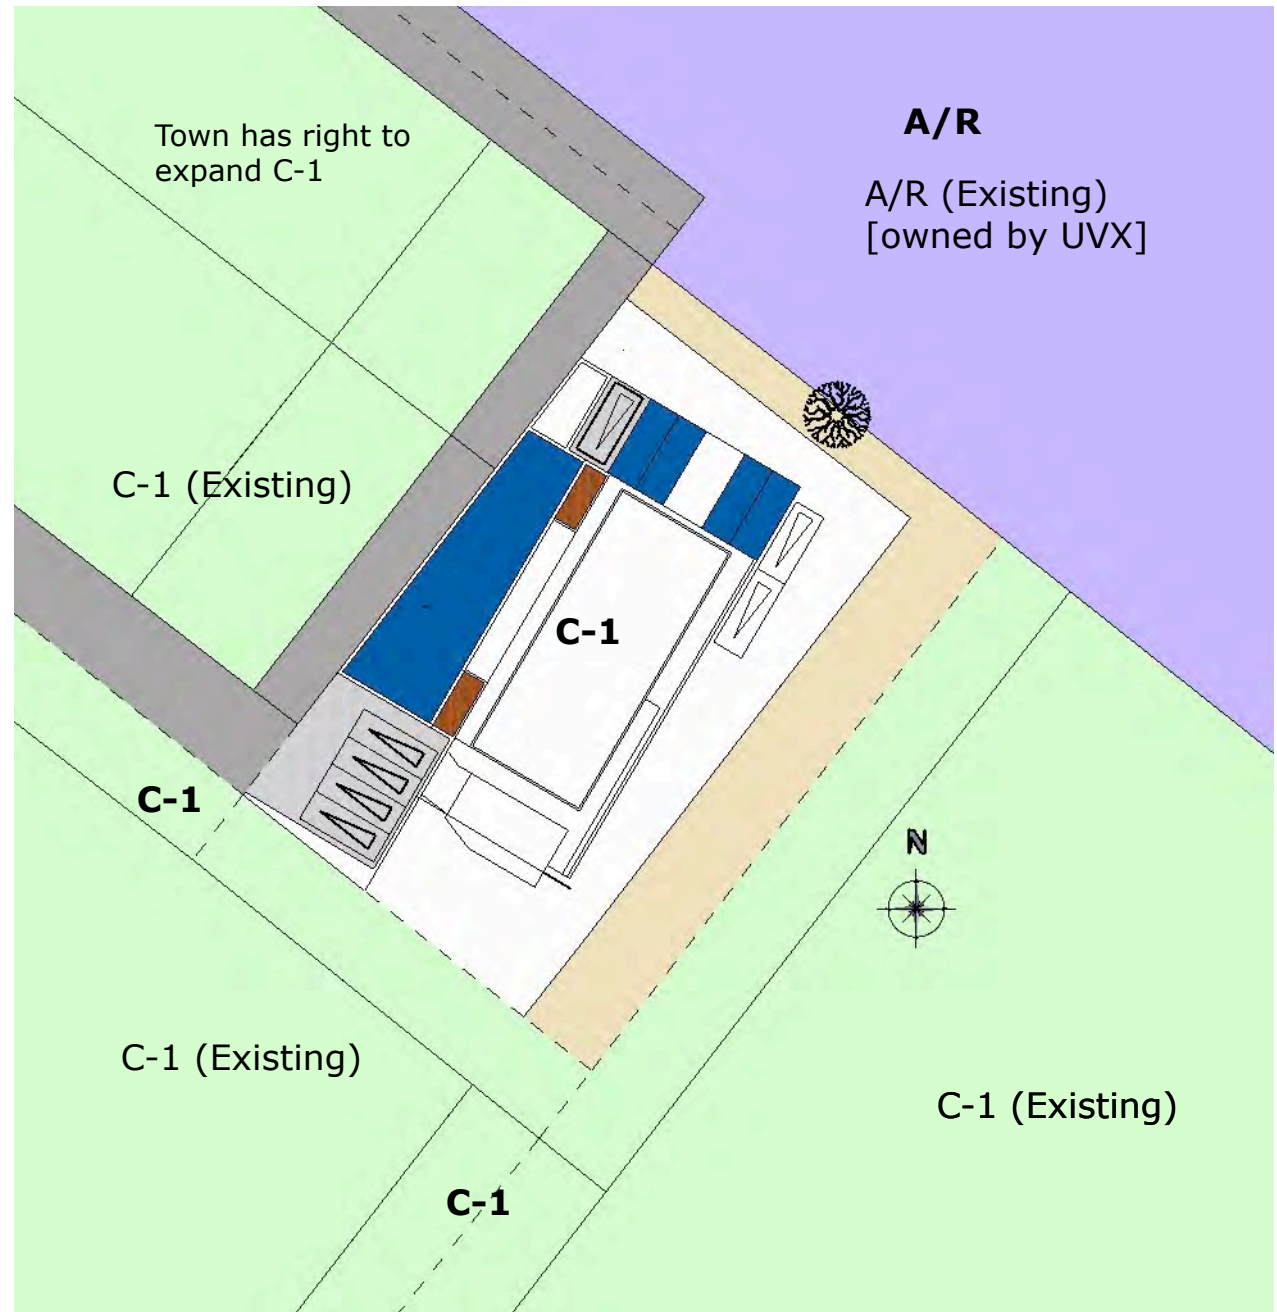 A/R
Town has right to
expand C-1
A/R (Existing)
[owned by UVX]
C-1 (Existing)
C-1
C-1
N
C-1 (Existing)
C-1 (Existing)
C-1